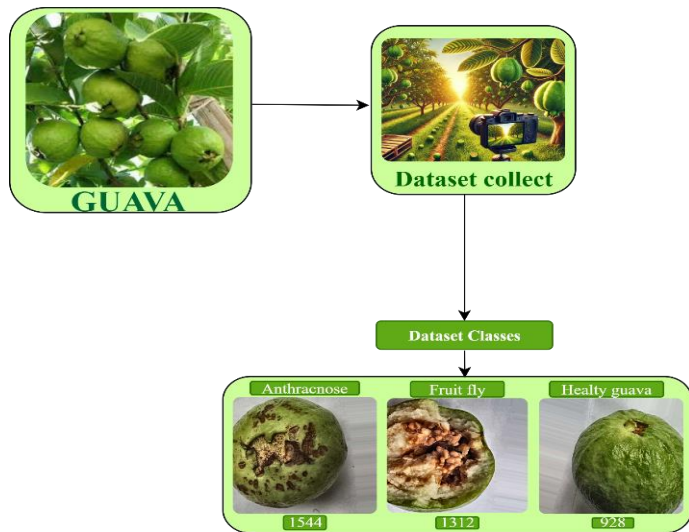 GUAVA
Dataset collect
Dataset Classes
Anthracnose
Fruit fly
Healty guava
1544
1312
928